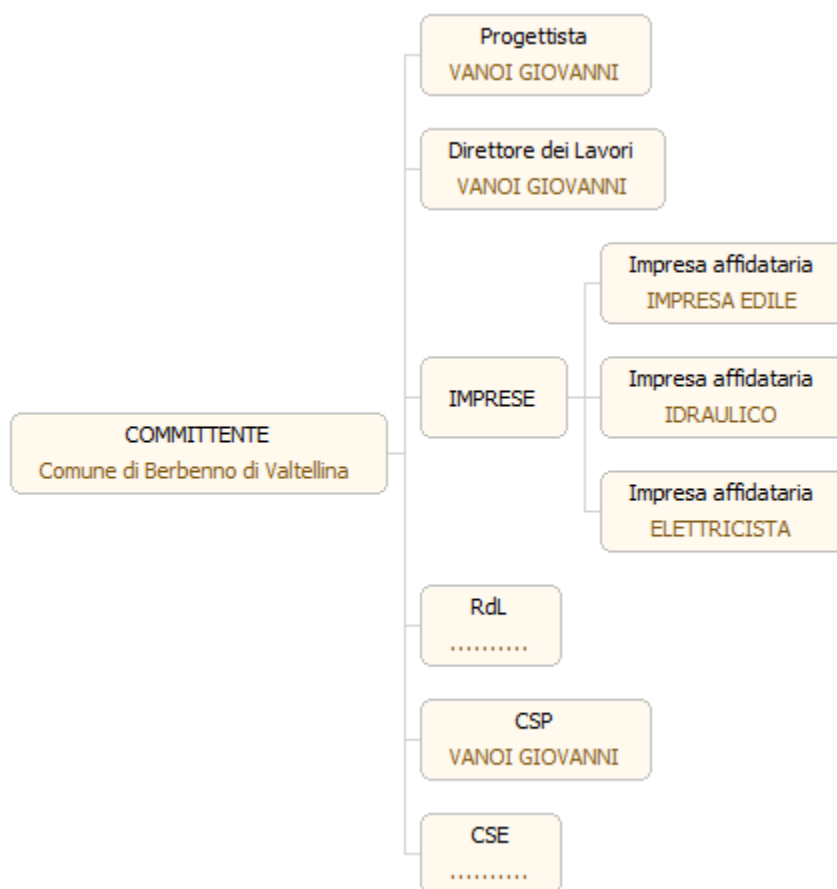 Progettista
VANOI GIOVANNI
Direttore dei Lavori
VANOI GIOVANNI
Impresa affidataria
IMPRESA EDILE
IMPRESE
Impresa affidataria
IDRAULICO
COMMITTENTE
Comune di Berbenno di Valtellina
Impresa affidataria
ELETTRICISTA
RdL
..........
CSP
VANOI GIOVANNI
CSE
..........